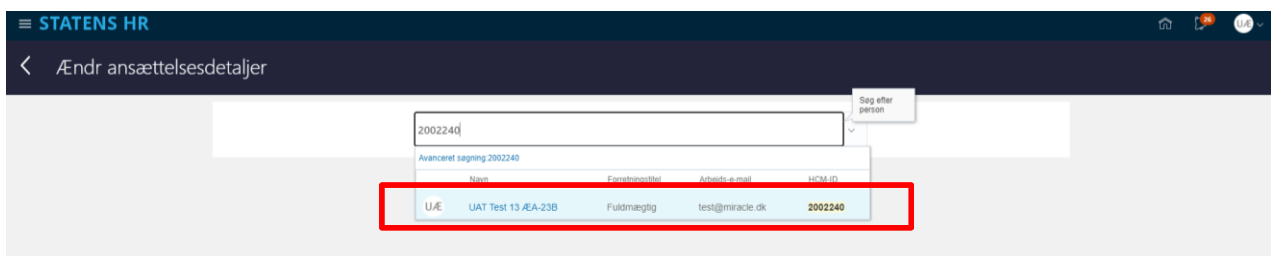 STATENS HR
26
UÆ
Ændr ansættelsesdetaljer
Søg efter
person
2002240
Avanceret søgning:2002240
Navn Forretningstitel Arbejds-e-mail HCM-ID
UÆ UAT Test 13 ÆA-23B Fuldmægtig test@miracle.dk 2002240